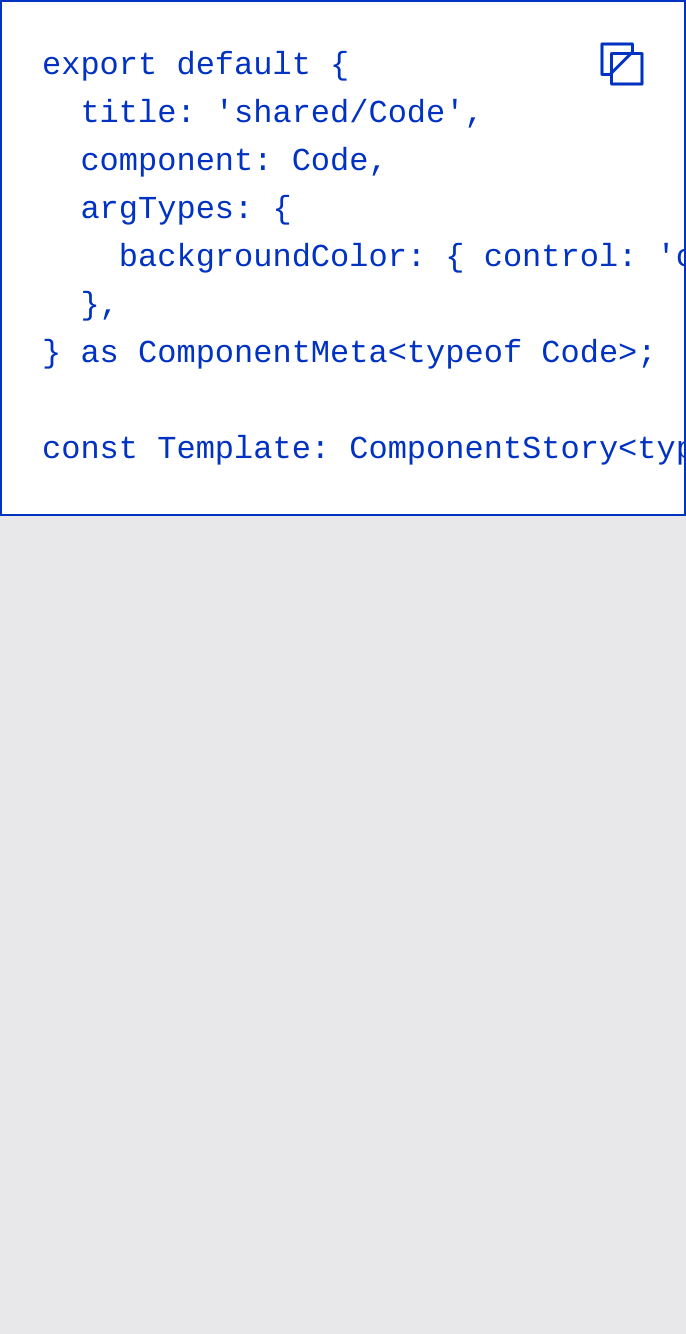 export default {
  title: 'shared/Code',
  component: Code,
  argTypes: {
    backgroundColor: { control: '
  },
} as ComponentMeta<typeof Code>;
const Template: ComponentStory<typ